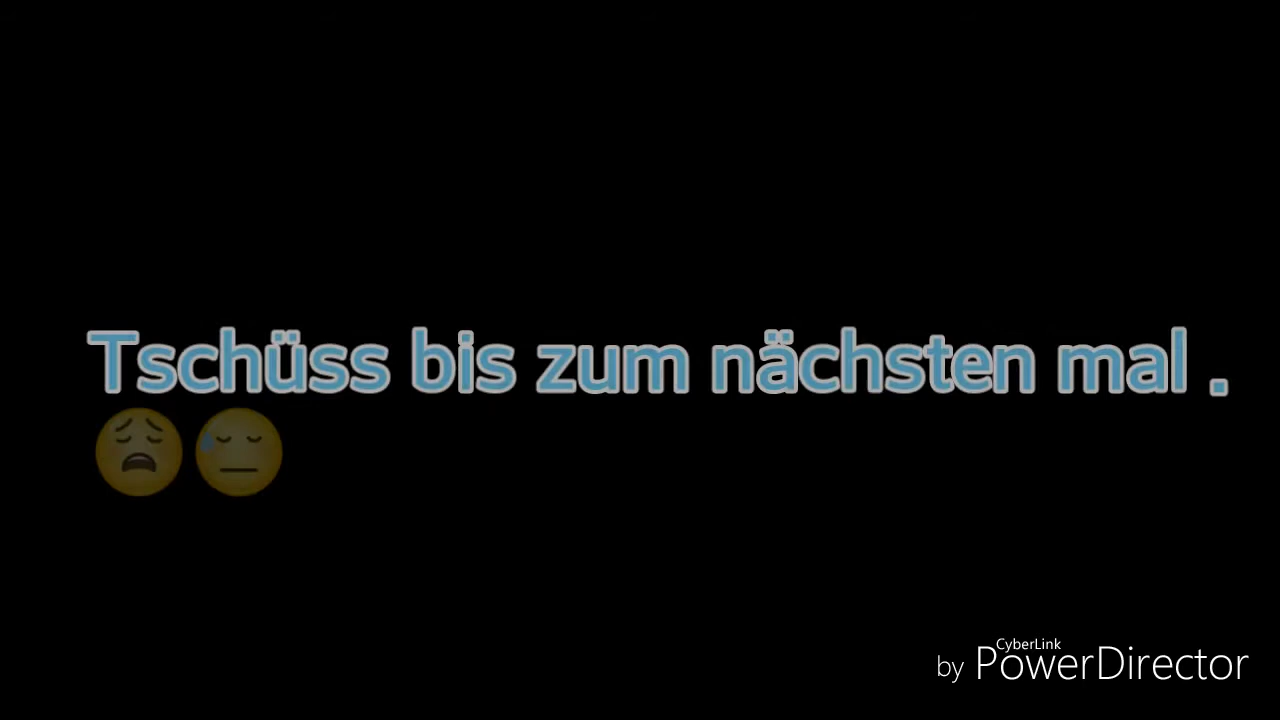 Tschüss bis zum nächsten mal .
😩😓
by CyberLink PowerDirector